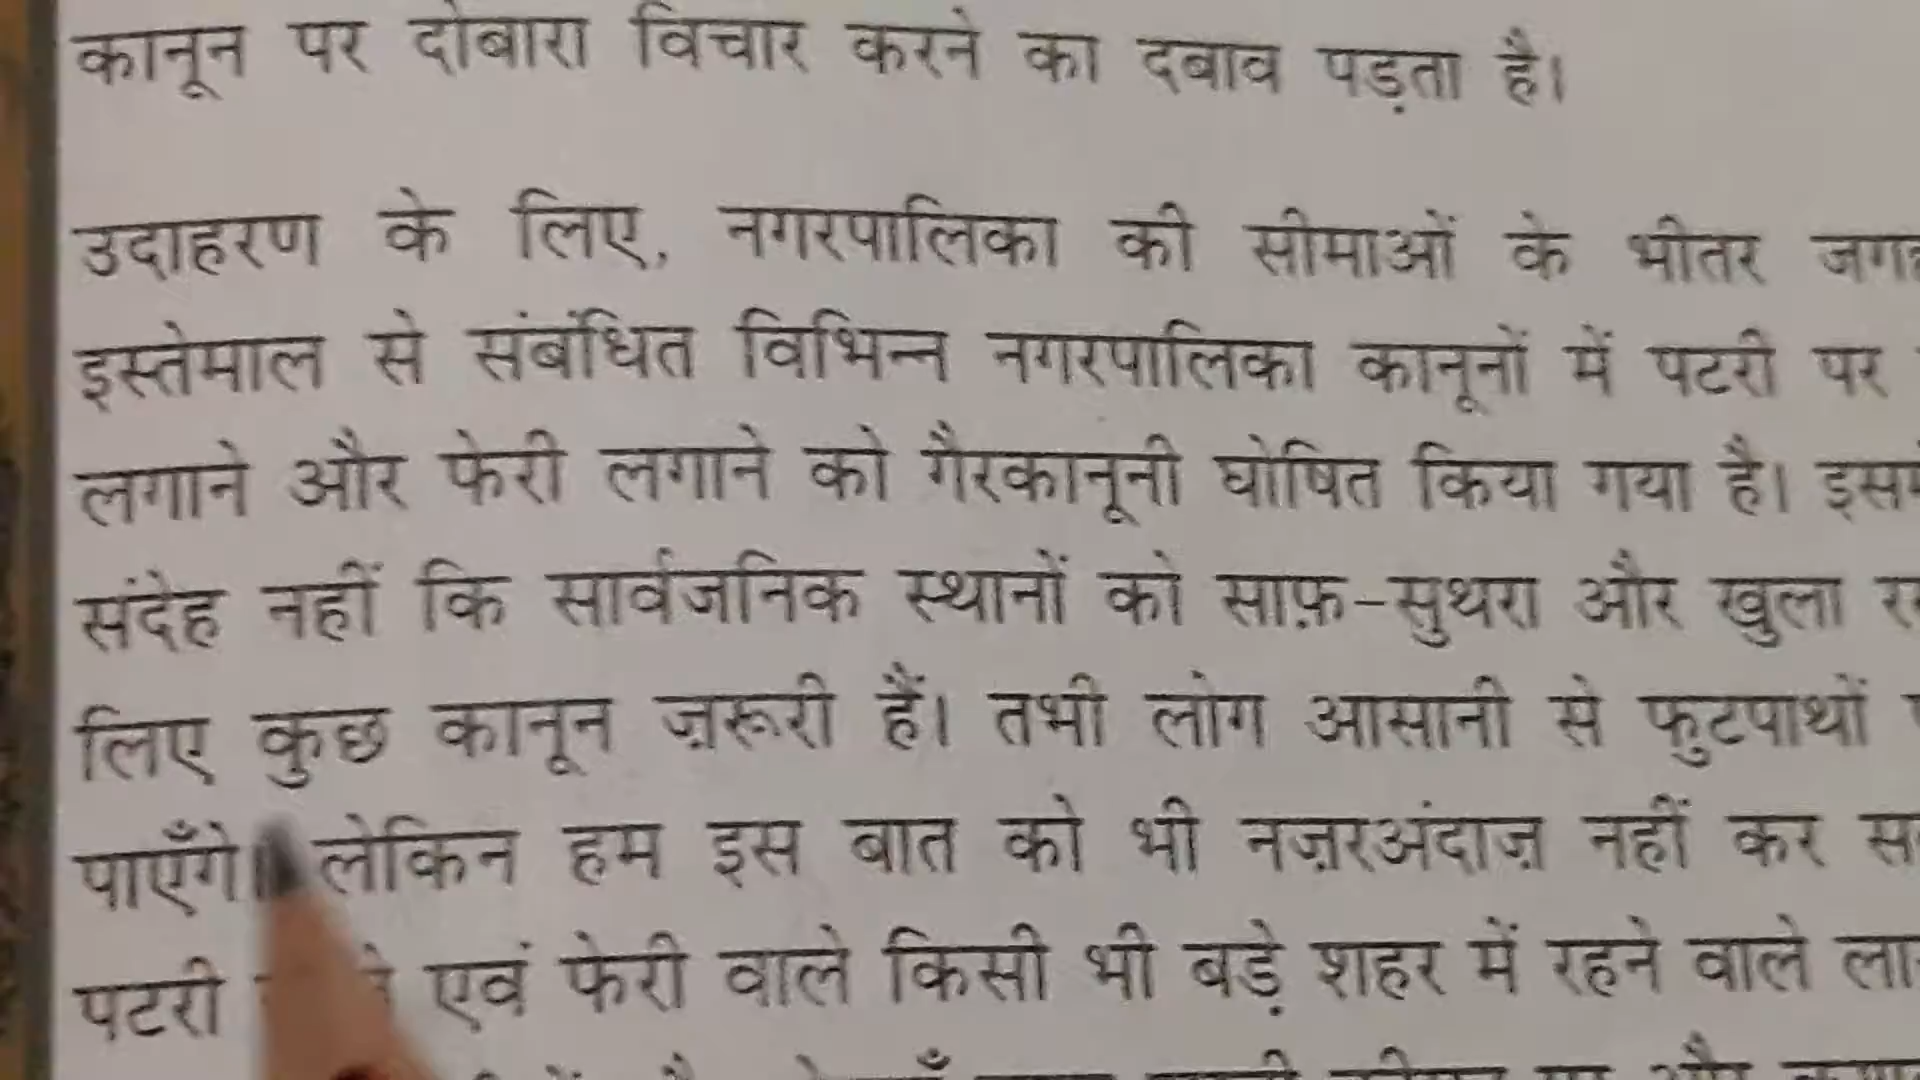 कानून पर दोबारा विचार करने का दबाव पड़ता है।
उदाहरण के लिए, नगरपालिका की सीमाओं के भीतर
इस्तेमाल से संबंधित विभिन्न नगरपालिका कानूनों में पटरी पर
लगाने और फेरी लगाने को गैरकानूनी घोषित किया गया है।
संदेह नहीं कि सार्वजनिक स्थानों को साफ़-सुथरा और खुला
लिए कुछ कानून ज़रूरी हैं। तभी लोग आसानी से फुटपाथों
पाएँगे। लेकिन हम इस बात को भी नज़रअंदाज़ नहीं कर
पटरी एवं फेरी वाले किसी भी बड़े शहर में रहने वाले